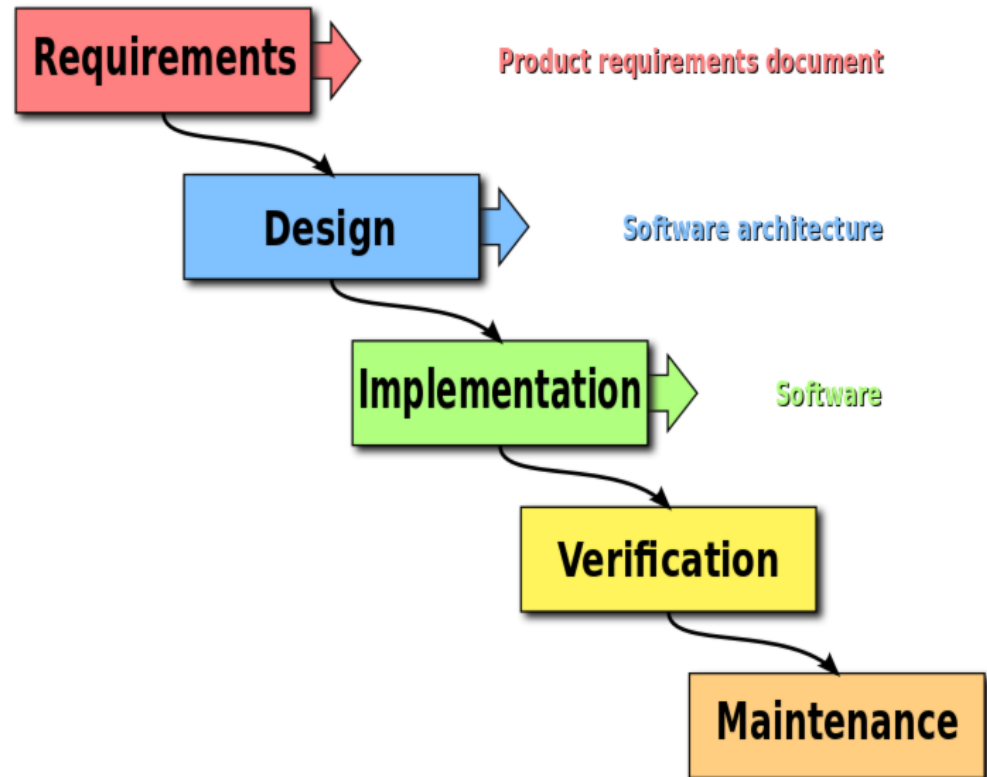 Requirements
Product requirements document
Design
Software architecture
Implementation
Software
Verification
Maintenance